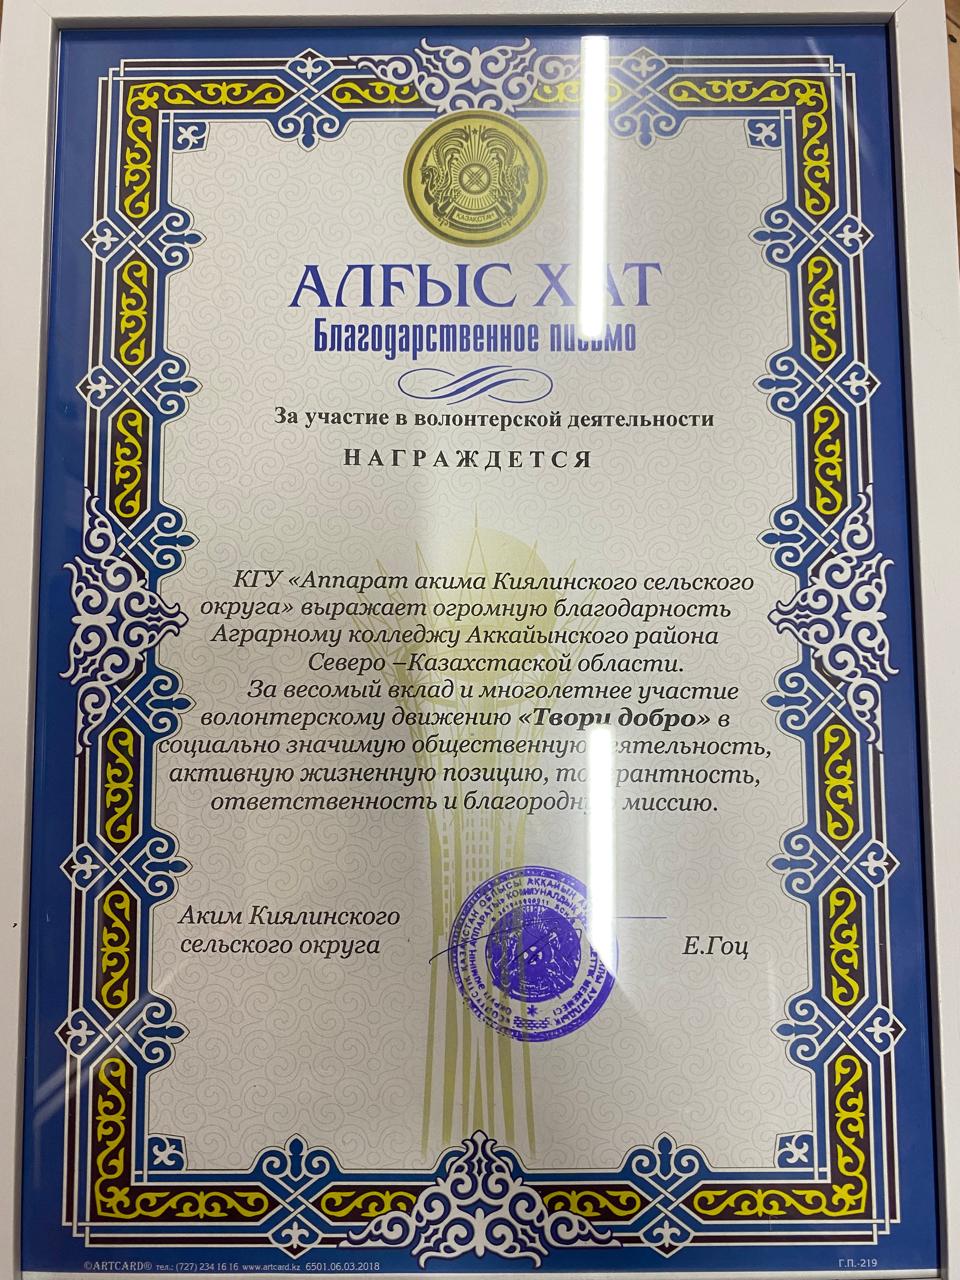 ҚАЗАҚСТАН
АЛҒЫС ХАТ
Благодарственное письмо
За участие в волонтерской деятельности
НАГРАЖДЕТСЯ
КГУ «Аппарат акима Киялинского сельского
округа» выражает огромную благодарность
Аграрному колледжу Аккайынского района
Северо –Казахстаской области.
За весомый вклад и многолетнее участие
волонтерскому движению «Твори добро» в
социально значимую общественную деятельность,
активную жизненную позицию, толерантность,
ответственность и благородную миссию.
Аким Киялинского
сельского округа
Е.Гоц
©ARTCARD® тел.: (727) 234 16 16 www.artcard.kz 6501.06.03.2018
Г.П.-219